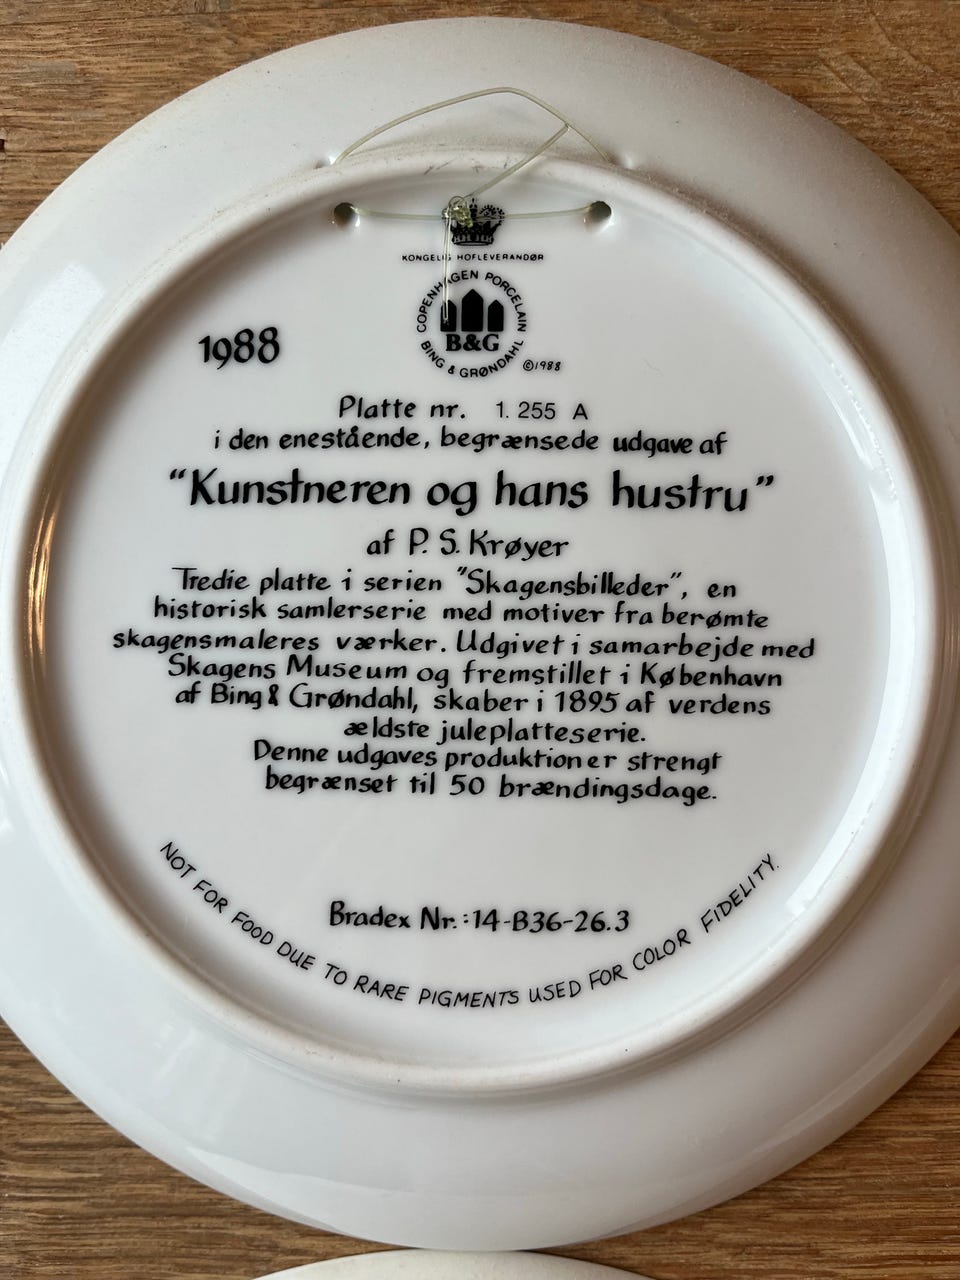 KONGELIG HOFLEVERANDØR
COPENHAGEN PORCELAIN
B&G
BING & GRØNDAHL
©1988
1988
Platte nr. 1.255 A
i den enestående, begrænsede udgave af
"Kunstneren og hans hustru"
af P. S. Krøyer
Tredie platte i serien "Skagensbilleder", en
historisk samlerserie med motiver fra berømte
skagensmaleres værker. Udgivet i samarbejde med
Skagens Museum og fremstillet i København
af Bing & Grøndahl, skaber i 1895 af verdens
ældste juleplatteserie.
Denne udgaves produktion er strengt
begrænset til 50 brændingsdage.
Bradex Nr.: 14-B36-26.3
NOT FOR FOOD DUE TO RARE PIGMENTS USED FOR COLOR FIDELITY.